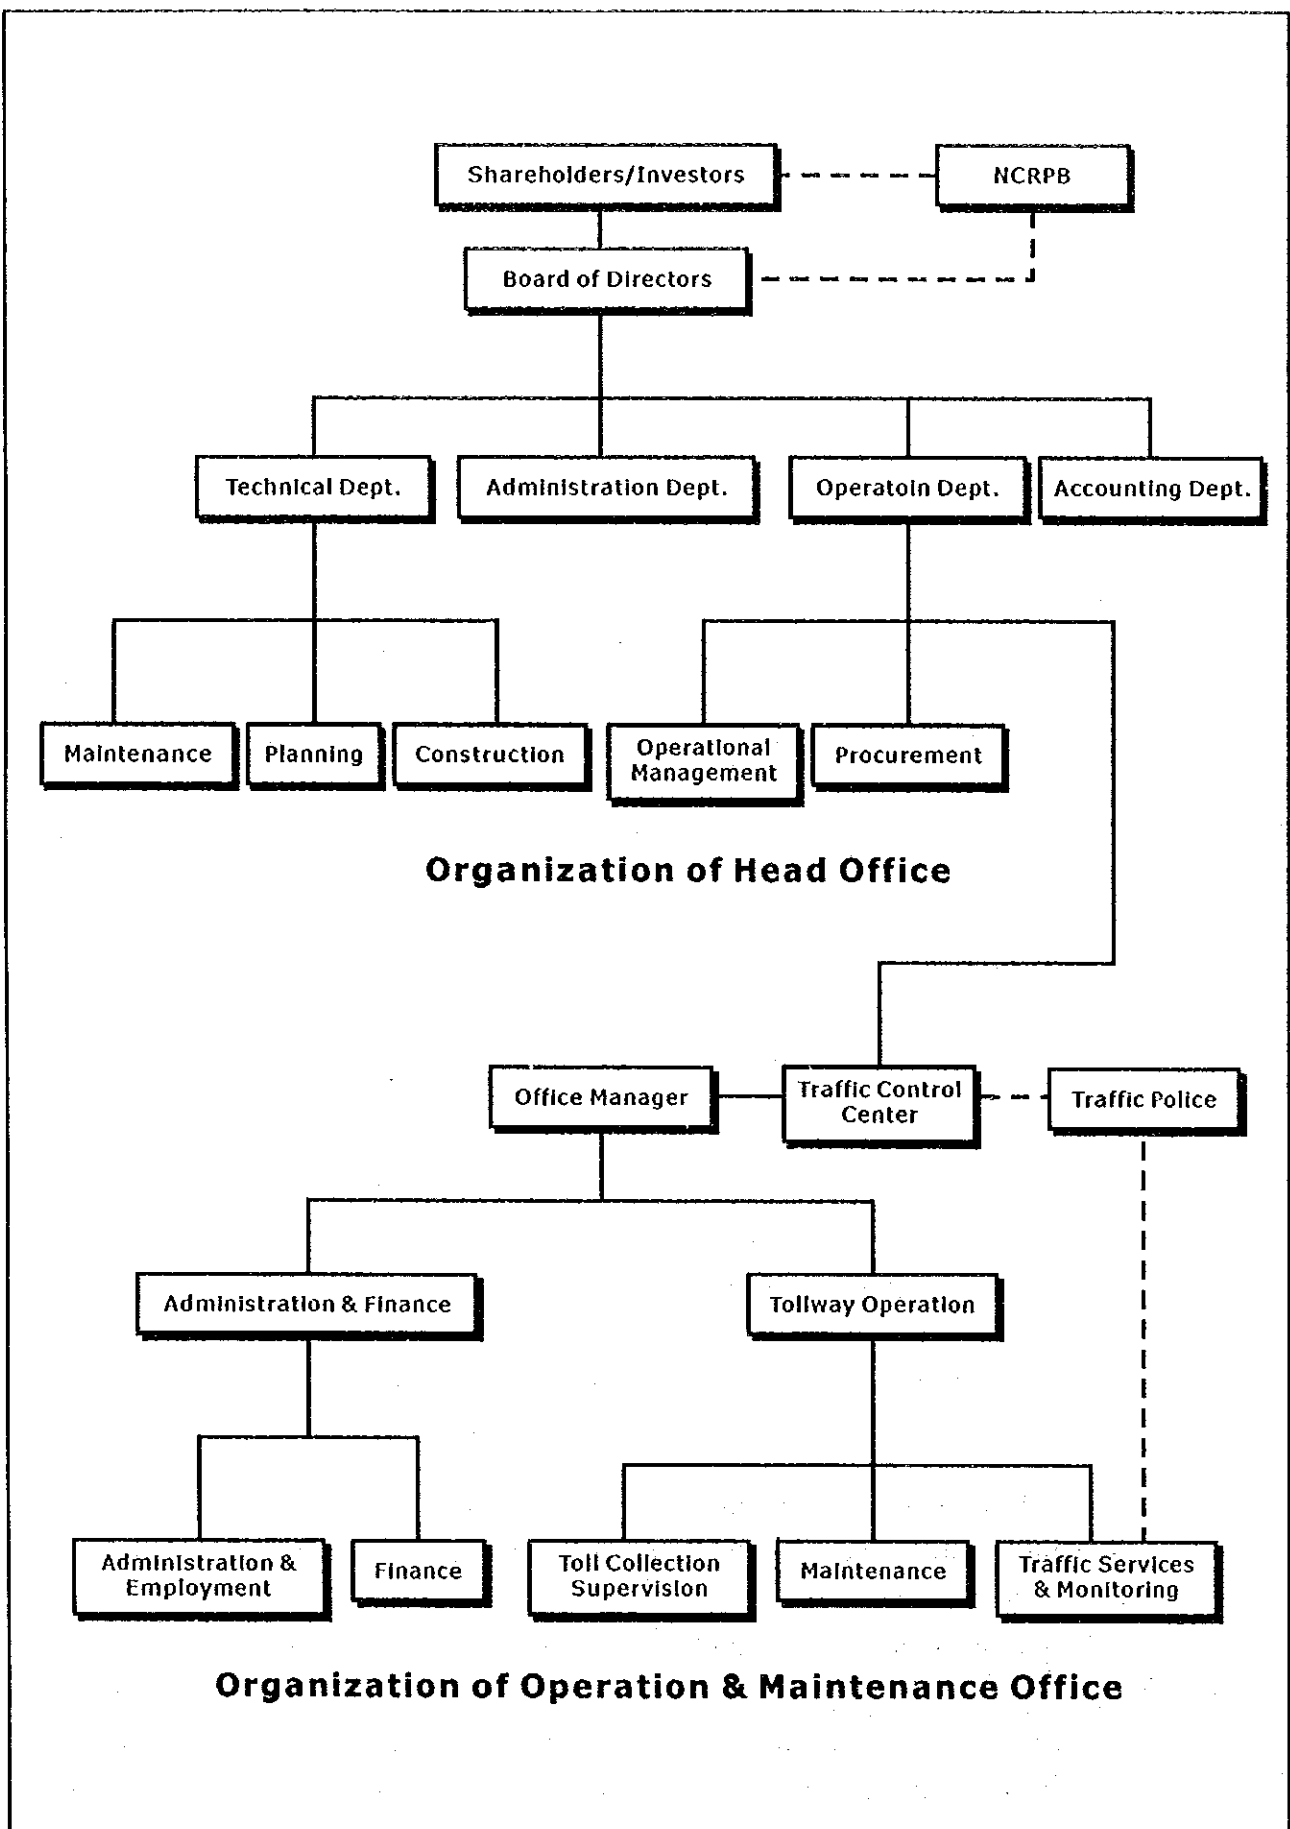 Shareholders/Investors
NCRPB
Board of Directors
Technical Dept.
Administration Dept.
Operatoin Dept.
Accounting Dept.
Maintenance
Planning
Construction
Operational
Management
Procurement
Organization of Head Office
Office Manager
Traffic Control
Center
Traffic Police
Administration & Finance
Tollway Operation
Administration &
Employment
Finance
Toll Collection
Supervision
Maintenance
Traffic Services
& Monitoring
Organization of Operation & Maintenance Office